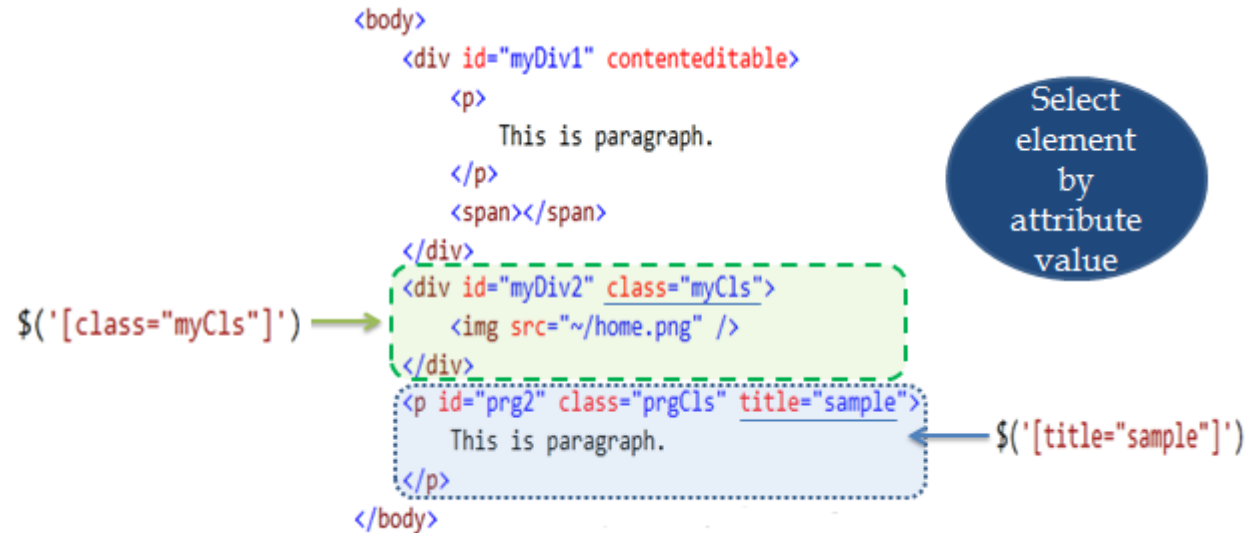 <body>
<div id="myDiv1" contenteditable>
<p>
This is paragraph.
</p>
<span></span>
</div>
<div id="myDiv2" class="myCls">
<img src="~/home.png" />
</div>
<p id="prg2" class="prgCls" title="sample">
This is paragraph.
</p>
</body>
$('[class="myCls"]')
$('[title="sample"]')
Select
element
by
attribute
value